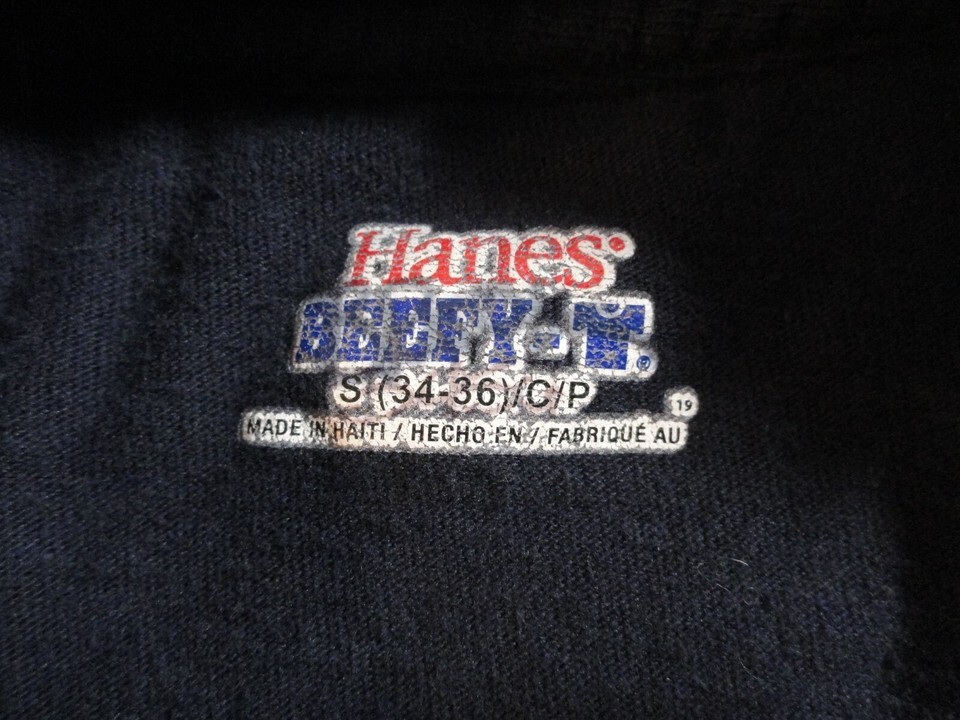 Hanes
BEEFY-T®
S (34-36)/C/P
19
MADE IN HAITI / HECHO EN / FABRIQUÉ AU